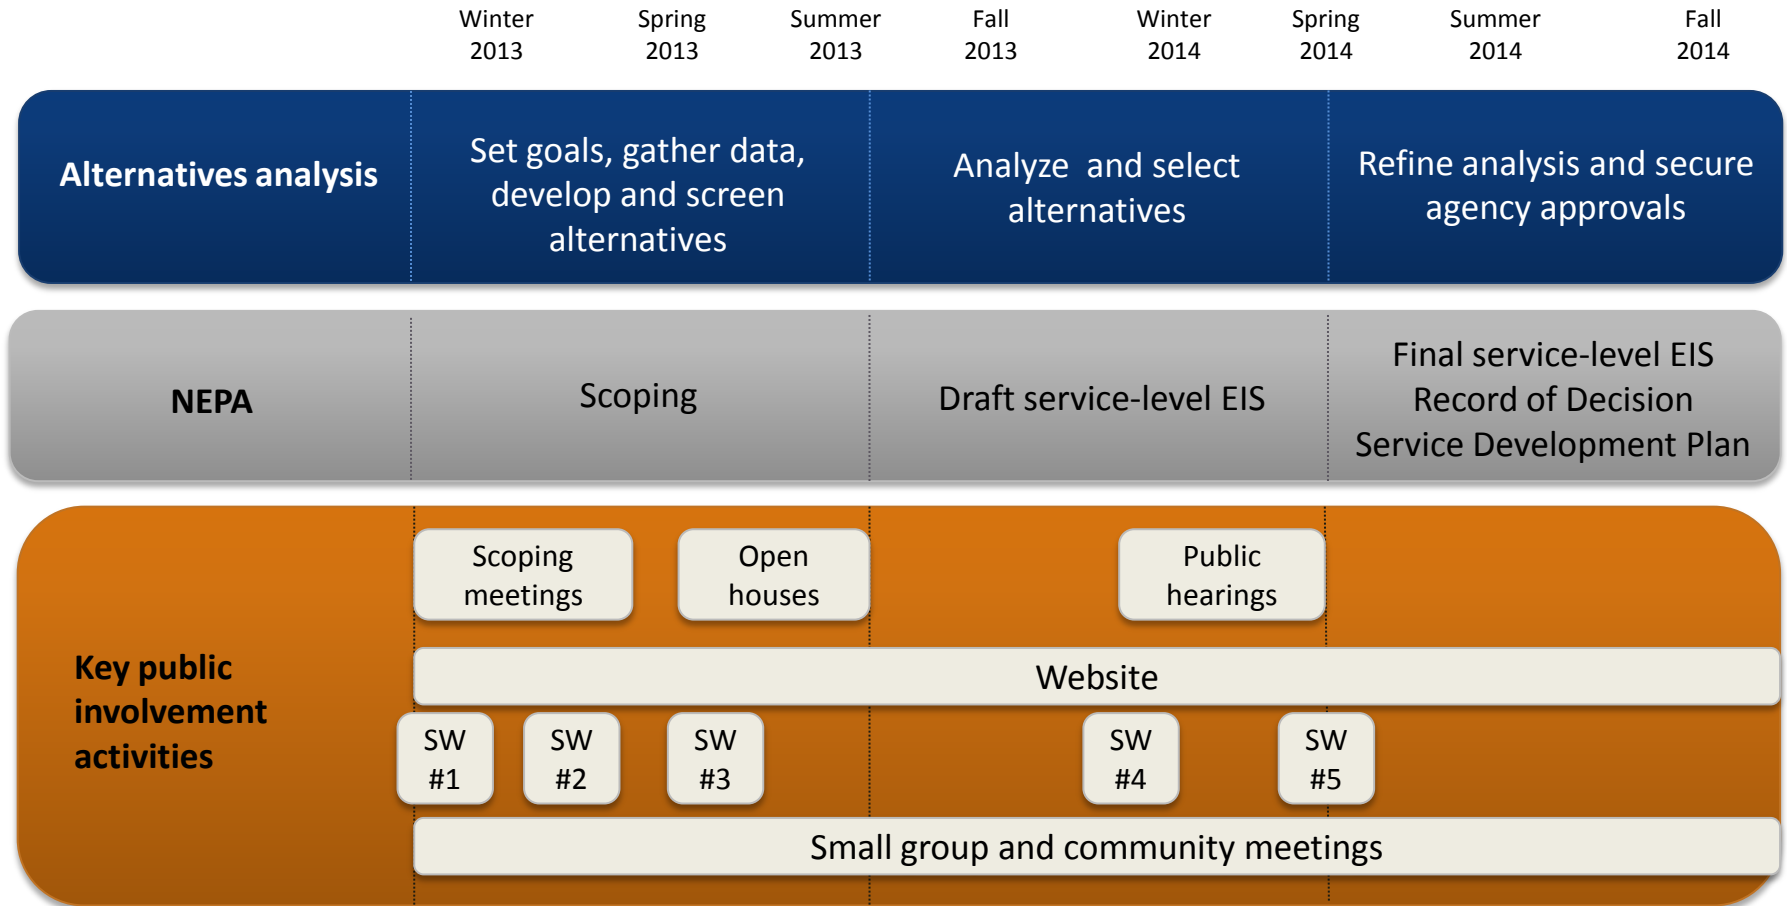 Winter
2013
Spring
2013
Summer
2013
Fall
2013
Winter
2014
Spring
2014
Summer
2014
Fall
2014
Alternatives analysis
Set goals, gather data,
develop and screen
alternatives
Analyze and select
alternatives
Refine analysis and secure
agency approvals
NEPA
Scoping
Draft service-level EIS
Final service-level EIS
Record of Decision
Service Development Plan
Key public
involvement
activities
Scoping
meetings
Open
houses
Public
hearings
Website
SW
#1
SW
#2
SW
#3
SW
#4
SW
#5
Small group and community meetings